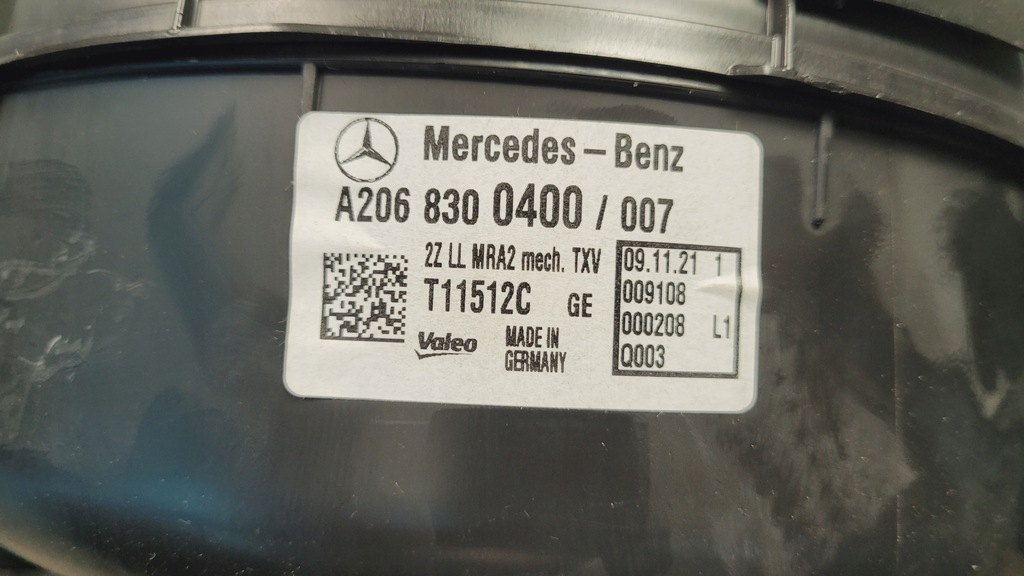 Mercedes-Benz
A206 830 0400 / 007
2Z LL MRA2 mech. TXV
T11512C GE
Valeo
MADE IN
GERMANY
09.11.21 1
009108
000208 L1
Q003